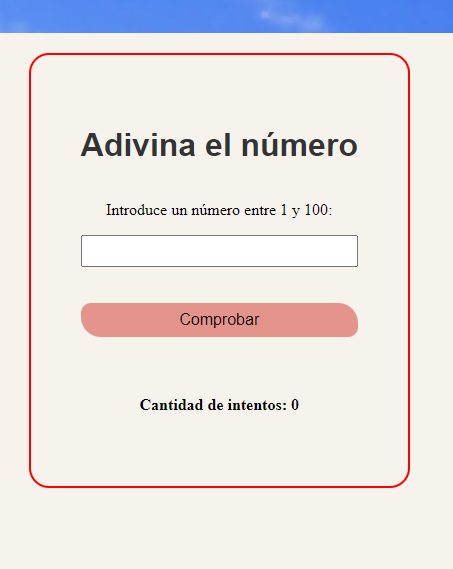 Adivina el número
Introduce un número entre 1 y 100:
Comprobar
Cantidad de intentos: 0